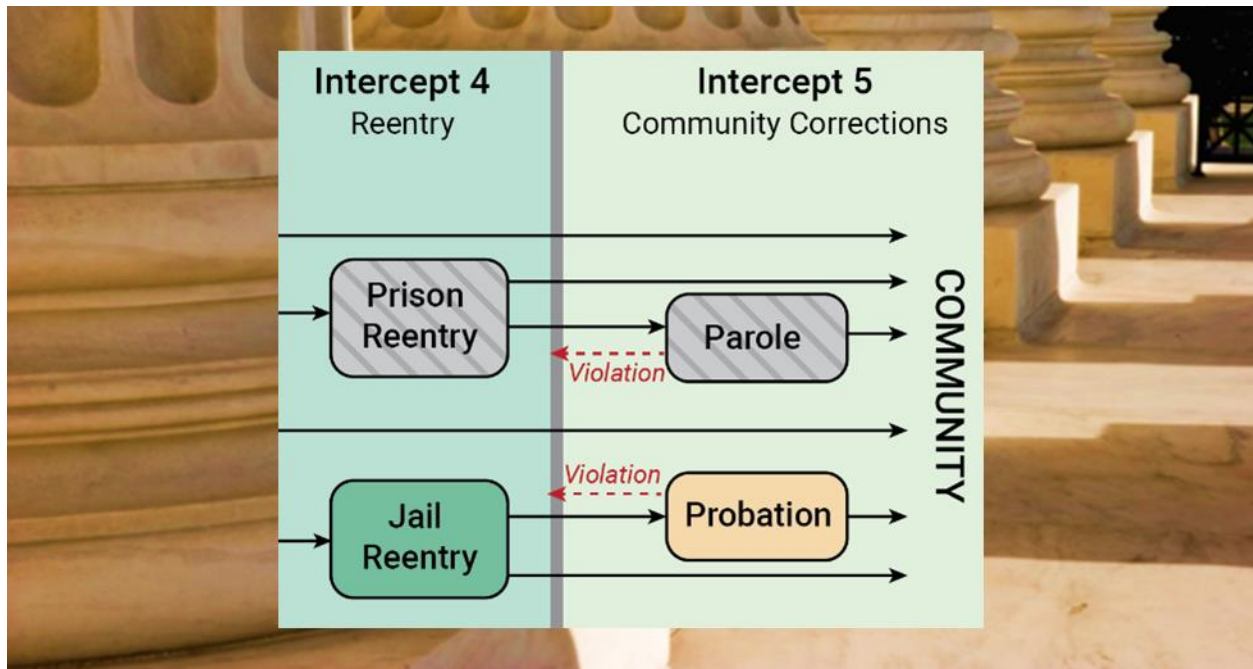 Intercept 4
Reentry
Intercept 5
Community Corrections
Prison
Reentry
Parole
Violation
Violation
Jail
Reentry
Probation
COMMUNITY